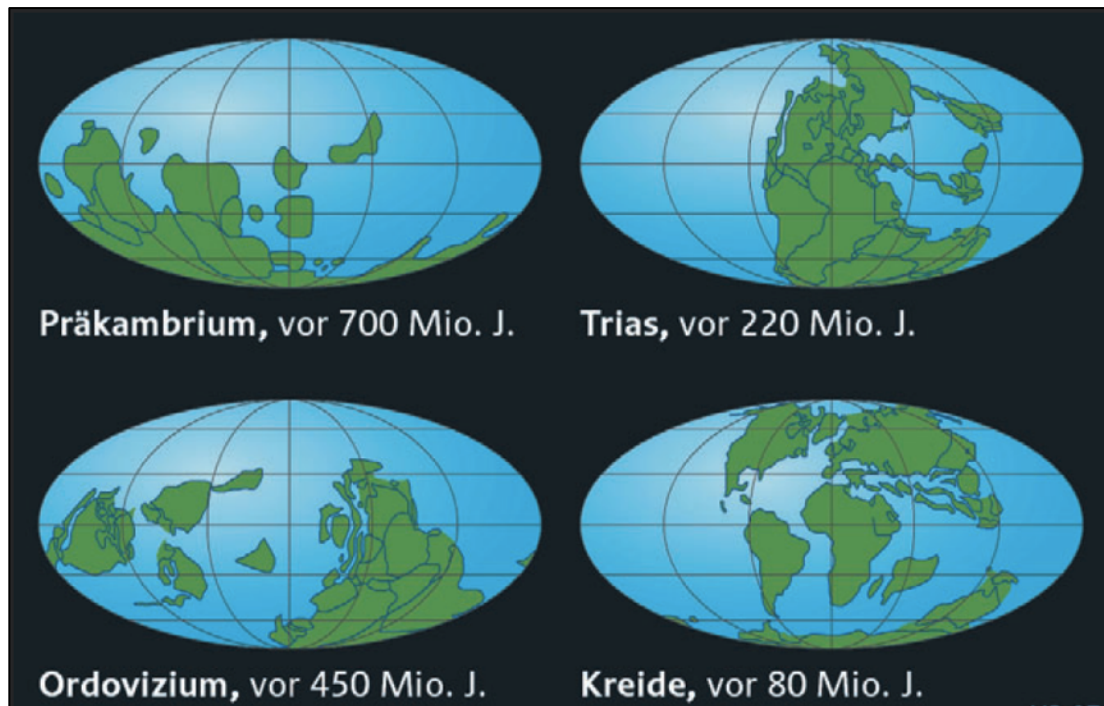 Präkambrium, vor 700 Mio. J.
Trias, vor 220 Mio. J.
Ordovizium, vor 450 Mio. J.
Kreide, vor 80 Mio. J.